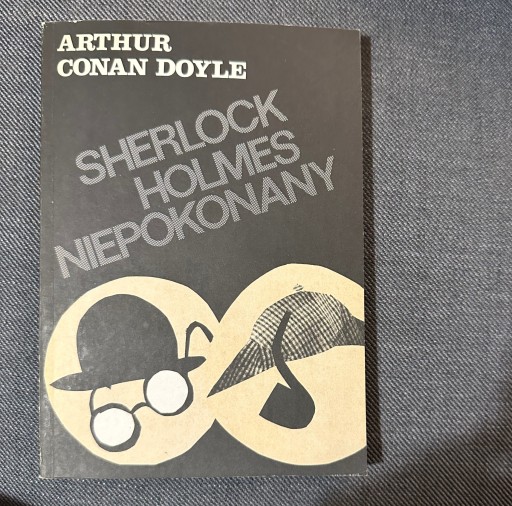 ARTHUR
CONAN DOYLE
SHERLOCK
HOLMES
NIEPOKONANY